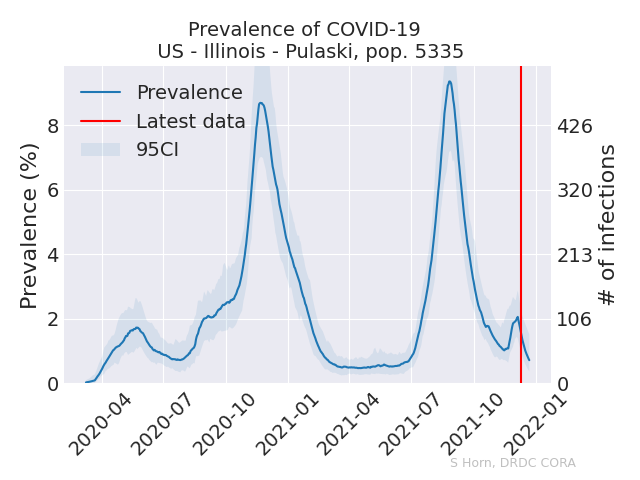 Prevalence of COVID-19
US - Illinois - Pulaski, pop. 5335
Prevalence
Latest data
95CI
Prevalence (%)
8
6
4
2
0
426
320
213
106
0
# of infections
2020-04
2020-07
2020-10
2021-01
2021-04
2021-07
2021-10
2022-01
S Horn, DRDC CORA